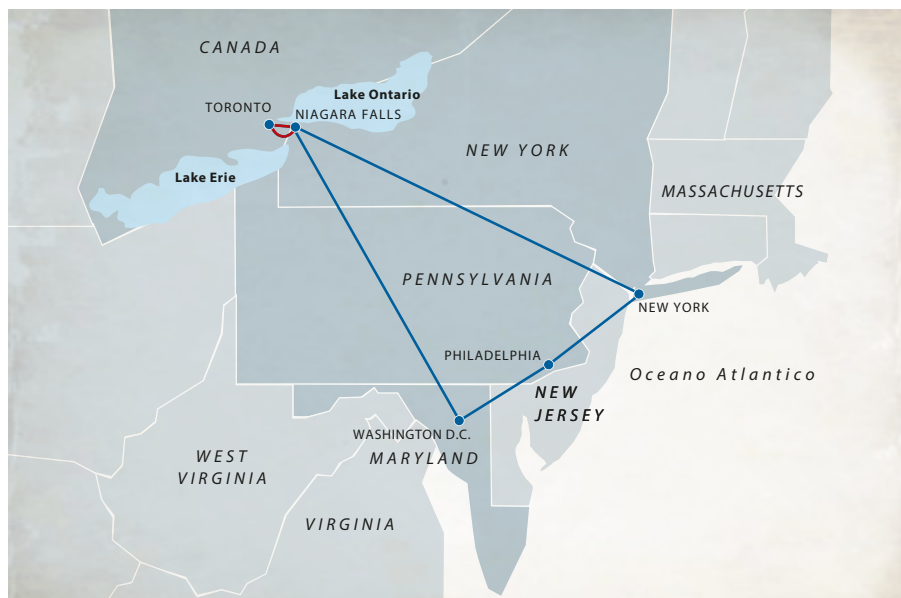 CANADA
Lake Ontario
TORONTO
NIAGARA FALLS
NEW YORK
Lake Erie
MASSACHUSETTS
PENNSYLVANIA
NEW YORK
PHILADELPHIA
Oceano Atlantico
NEW
JERSEY
WASHINGTON D.C.
MARYLAND
WEST
VIRGINIA
VIRGINIA